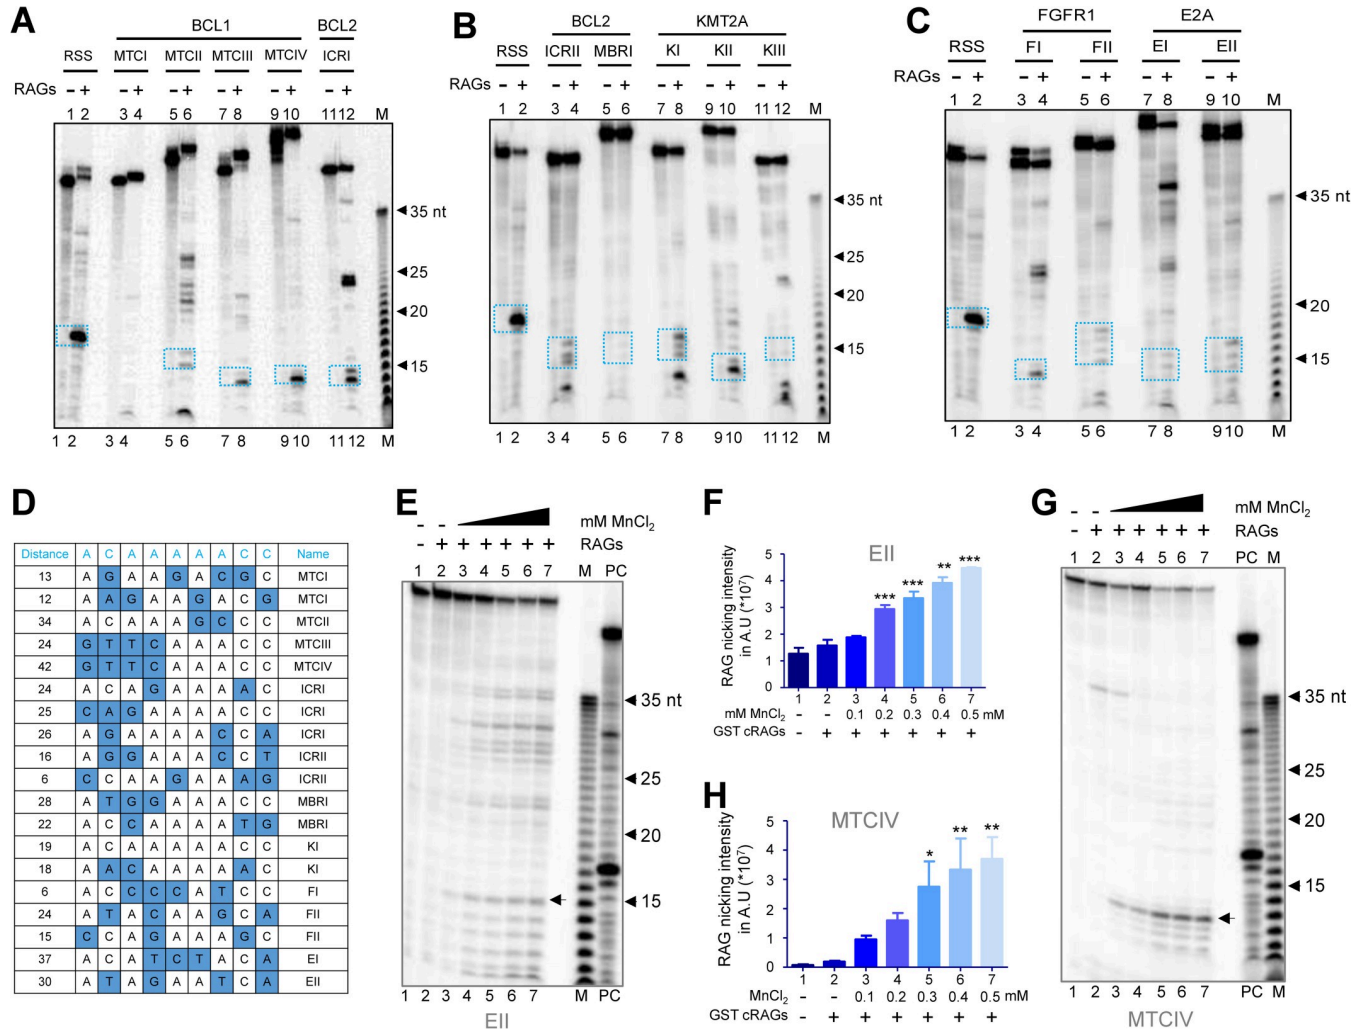 A
BCL1 BCL2
RSS MTCI MTCII MTCIII MTCIV ICRI
RAGs - + - + - + - + - + - +
1 2 3 4 5 6 7 8 9 10 11 12 M
35 nt
25
20
15
1 2 3 4 5 6 7 8 9 10 11 12 M
B
BCL2 KMT2A
RSS ICRII MBRI KI KII KIII
RAGs - + - + - + - + - + - +
1 2 3 4 5 6 7 8 9 10 11 12 M
35 nt
25
20
15
1 2 3 4 5 6 7 8 9 10 11 12 M
C
FGFR1 E2A
RSS FI FII EI EII
RAGs - + - + - + - + - +
1 2 3 4 5 6 7 8 9 10 M
35 nt
20
15
1 2 3 4 5 6 7 8 9 10 M
D
Distance A C A A A A A C C Name
13 A G A A G A C G C MTCI
12 A A G A A G A C G MTCI
34 A C A A A G C C C MTCII
24 G T T C A A A C C MTCIII
42 G T T C A A A C C MTCIV
24 A C A G A A A A C ICRI
25 C A G A A A A C C ICRI
26 A G A A A A C C A ICRI
16 A G G A A A C C T ICRII
6 C C A A G A A A G ICRII
28 A T G G A A A C C MBRI
22 A C C A A A A T G MBRI
19 A C A A A A A C C KI
18 A A C A A A A A C KI
6 A C C C C A T C C FI
24 A T A C A A G C A FII
15 C C A G A A A G C FII
37 A C A T C T A C A EI
30 A T A G A A T C A EII
E
mM MnCl2
- -
- + + + + + + RAGs
1 2 3 4 5 6 7 M PC
35 nt
25
20
15
1 2 3 4 5 6 7 M PC
EII
F
EII
RAG nicking intensity
in A.U (*10⁷)
5
4
3
2
1
0
*** *** ** ***
1 2 3 4 5 6 7
mM MnCl2 - - 0.1 0.2 0.3 0.4 0.5 mM
GST cRAGs - + + + + + +
H
MTCIV
RAG nicking intensity
in A.U (*10⁷)
5
4
3
2
1
0
* ** **
1 2 3 4 5 6 7
MnCl2 - - 0.1 0.2 0.3 0.4 0.5 mM
GST cRAGs - + + + + + +
G
- - mM MnCl2
- + + + + + + RAGs
1 2 3 4 5 6 7 PC M
35 nt
25
20
15
1 2 3 4 5 6 7 PC M
MTCIV